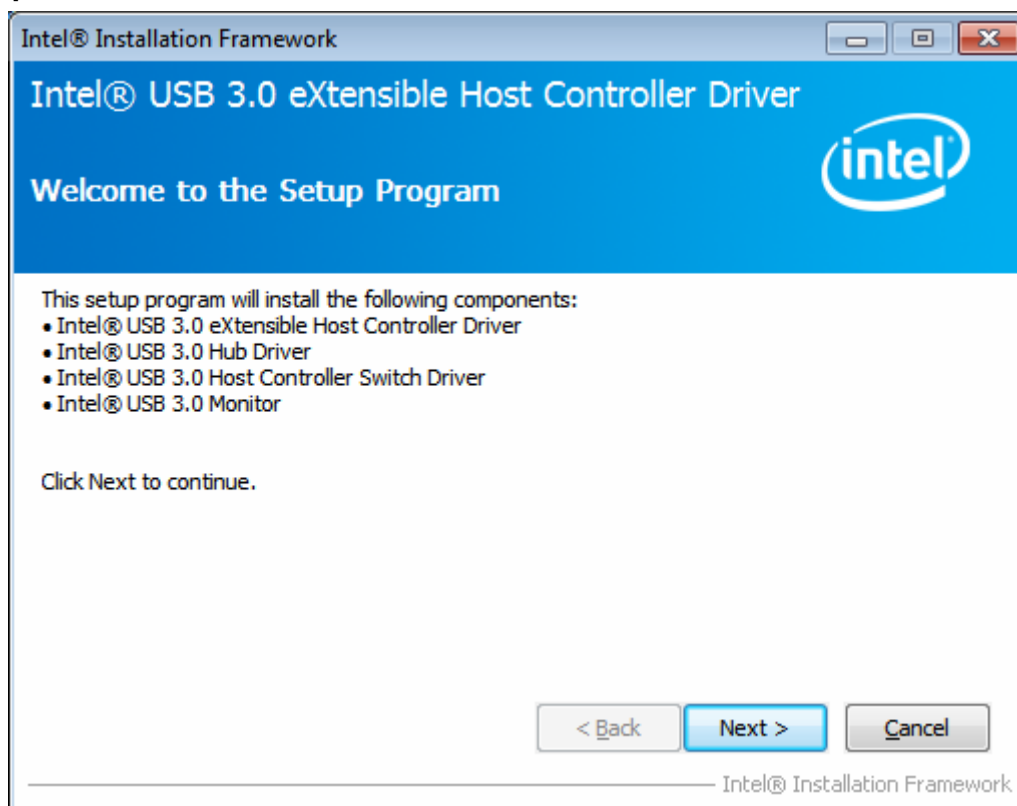 Intel® Installation Framework
Intel® USB 3.0 eXtensible Host Controller Driver
intel
Welcome to the Setup Program
This setup program will install the following components:
• Intel® USB 3.0 eXtensible Host Controller Driver
• Intel® USB 3.0 Hub Driver
• Intel® USB 3.0 Host Controller Switch Driver
• Intel® USB 3.0 Monitor
Click Next to continue.
< Back Next > Cancel
Intel® Installation Framework